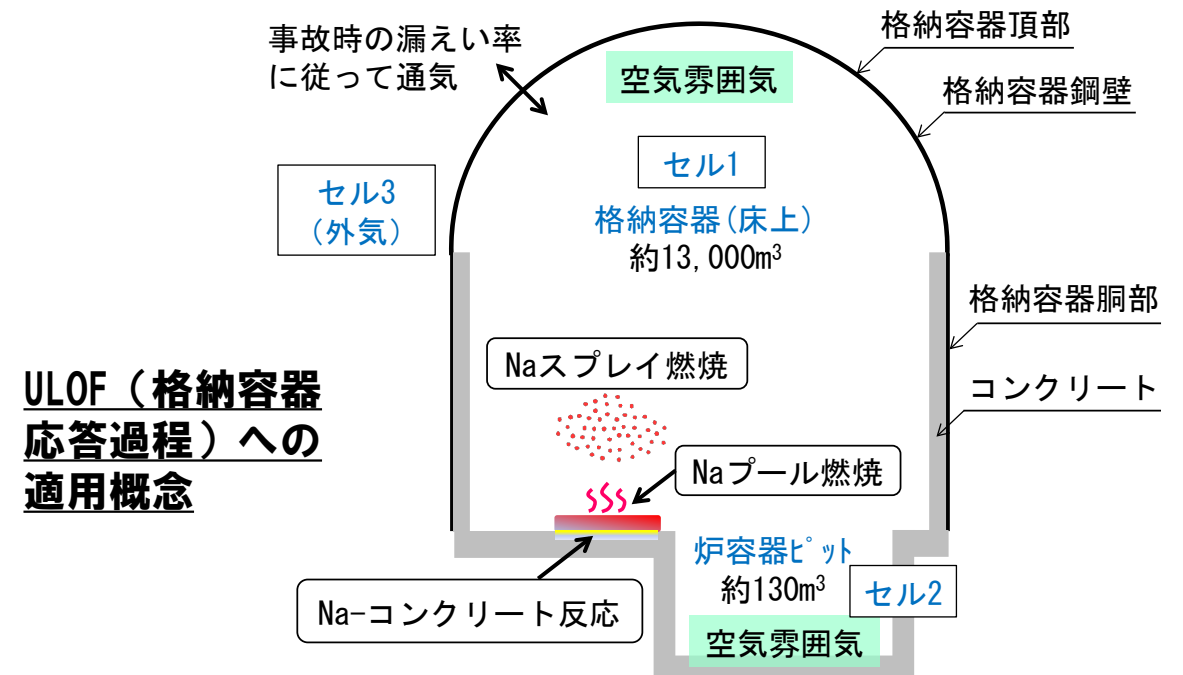 事故時の漏えい率
に従って通気
空気雰囲気
格納容器頂部
格納容器鋼壁
セル1
セル3
(外気)
格納容器(床上)
約13,000m³
格納容器胴部
Naスプレイ燃焼
コンクリート
ULOF(格納容器
応答過程)への
適用概念
Naプール燃焼
炉容器ﾋﾟｯﾄ
約130m³
セル2
Na-コンクリート反応
空気雰囲気